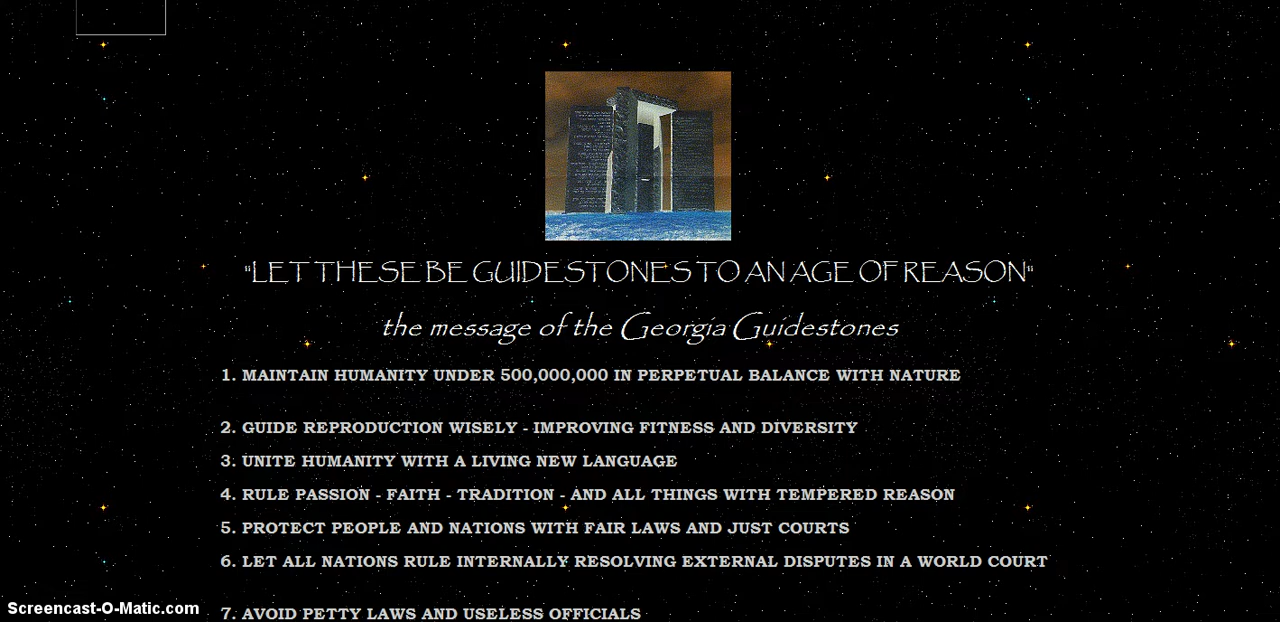 "LET THESE BE GUIDESTONES TO AN AGE OF REASON"
the message of the Georgia Guidestones
1. MAINTAIN HUMANITY UNDER 500,000,000 IN PERPETUAL BALANCE WITH NATURE
2. GUIDE REPRODUCTION WISELY - IMPROVING FITNESS AND DIVERSITY
3. UNITE HUMANITY WITH A LIVING NEW LANGUAGE
4. RULE PASSION - FAITH - TRADITION - AND ALL THINGS WITH TEMPERED REASON
5. PROTECT PEOPLE AND NATIONS WITH FAIR LAWS AND JUST COURTS
6. LET ALL NATIONS RULE INTERNALLY RESOLVING EXTERNAL DISPUTES IN A WORLD COURT
7. AVOID PETTY LAWS AND USELESS OFFICIALS
Screencast-O-Matic.com